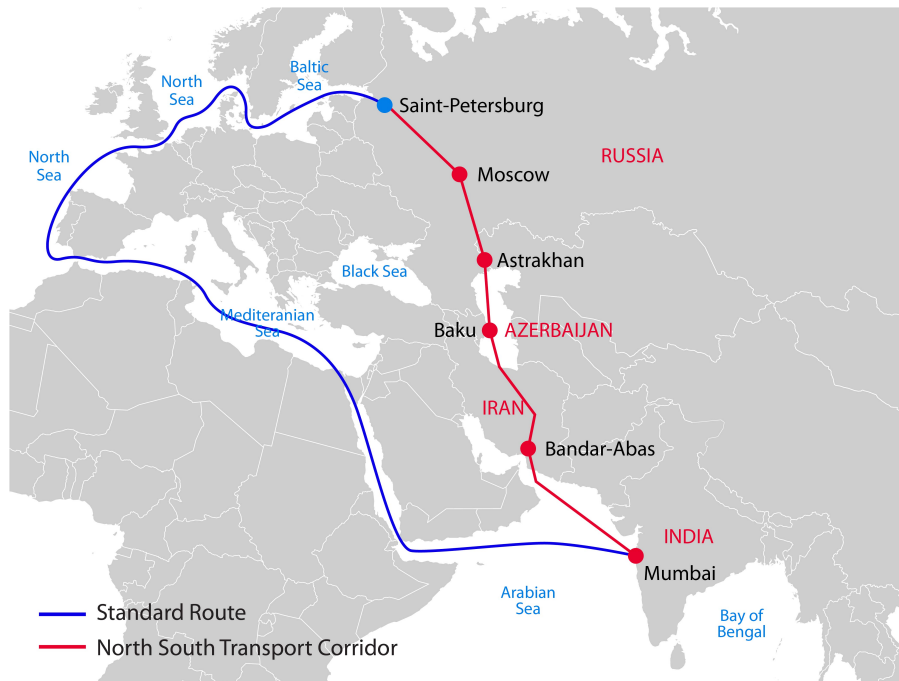 Baltic
Sea
North
Sea
Saint-Petersburg
North
Sea
RUSSIA
Moscow
Astrakhan
Black Sea
Mediteranian
Sea
Baku
AZERBAIJAN
IRAN
Bandar-Abas
INDIA
Mumbai
Arabian
Sea
Bay of
Bengal
Standard Route
North South Transport Corridor